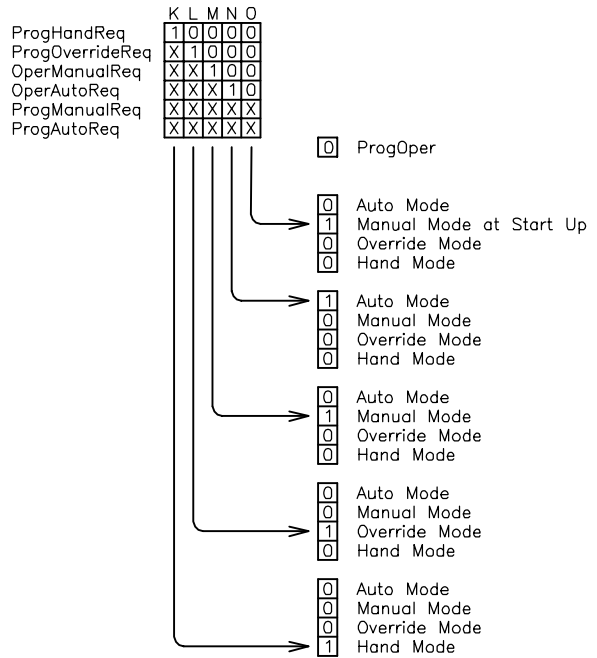 K L M N O
ProgHandReq 1 0 0 0 0
ProgOverrideReq X 1 0 0 0
OperManualReq X X 1 0 0
OperAutoReq X X X 1 0
ProgManualReq X X X X X
ProgAutoReq X X X X X
0 ProgOper
0 Auto Mode
1 Manual Mode at Start Up
0 Override Mode
0 Hand Mode
1 Auto Mode
0 Manual Mode
0 Override Mode
0 Hand Mode
0 Auto Mode
1 Manual Mode
0 Override Mode
0 Hand Mode
0 Auto Mode
0 Manual Mode
1 Override Mode
0 Hand Mode
0 Auto Mode
0 Manual Mode
0 Override Mode
1 Hand Mode